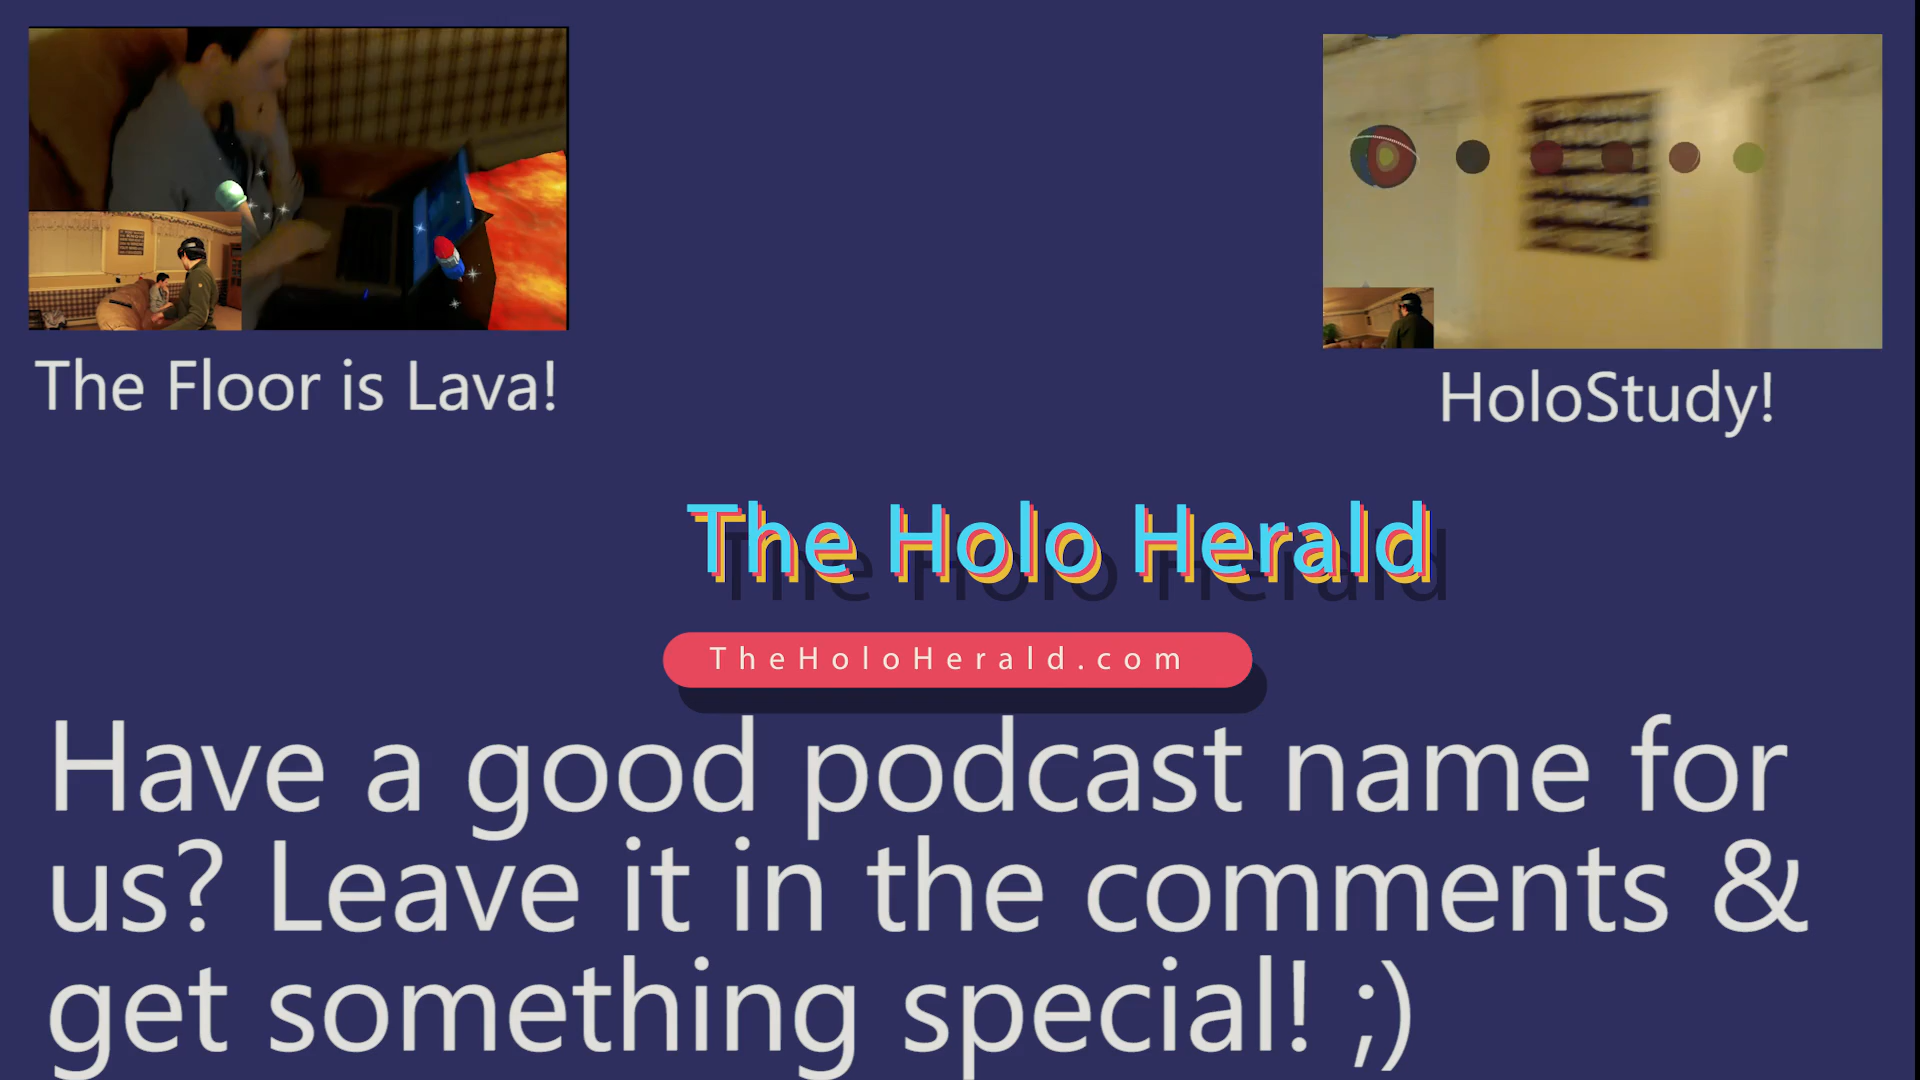 The Floor is Lava!
HoloStudy!
The Holo Herald
TheHoloHerald.com
Have a good podcast name for
us? Leave it in the comments &
get something special! ;)